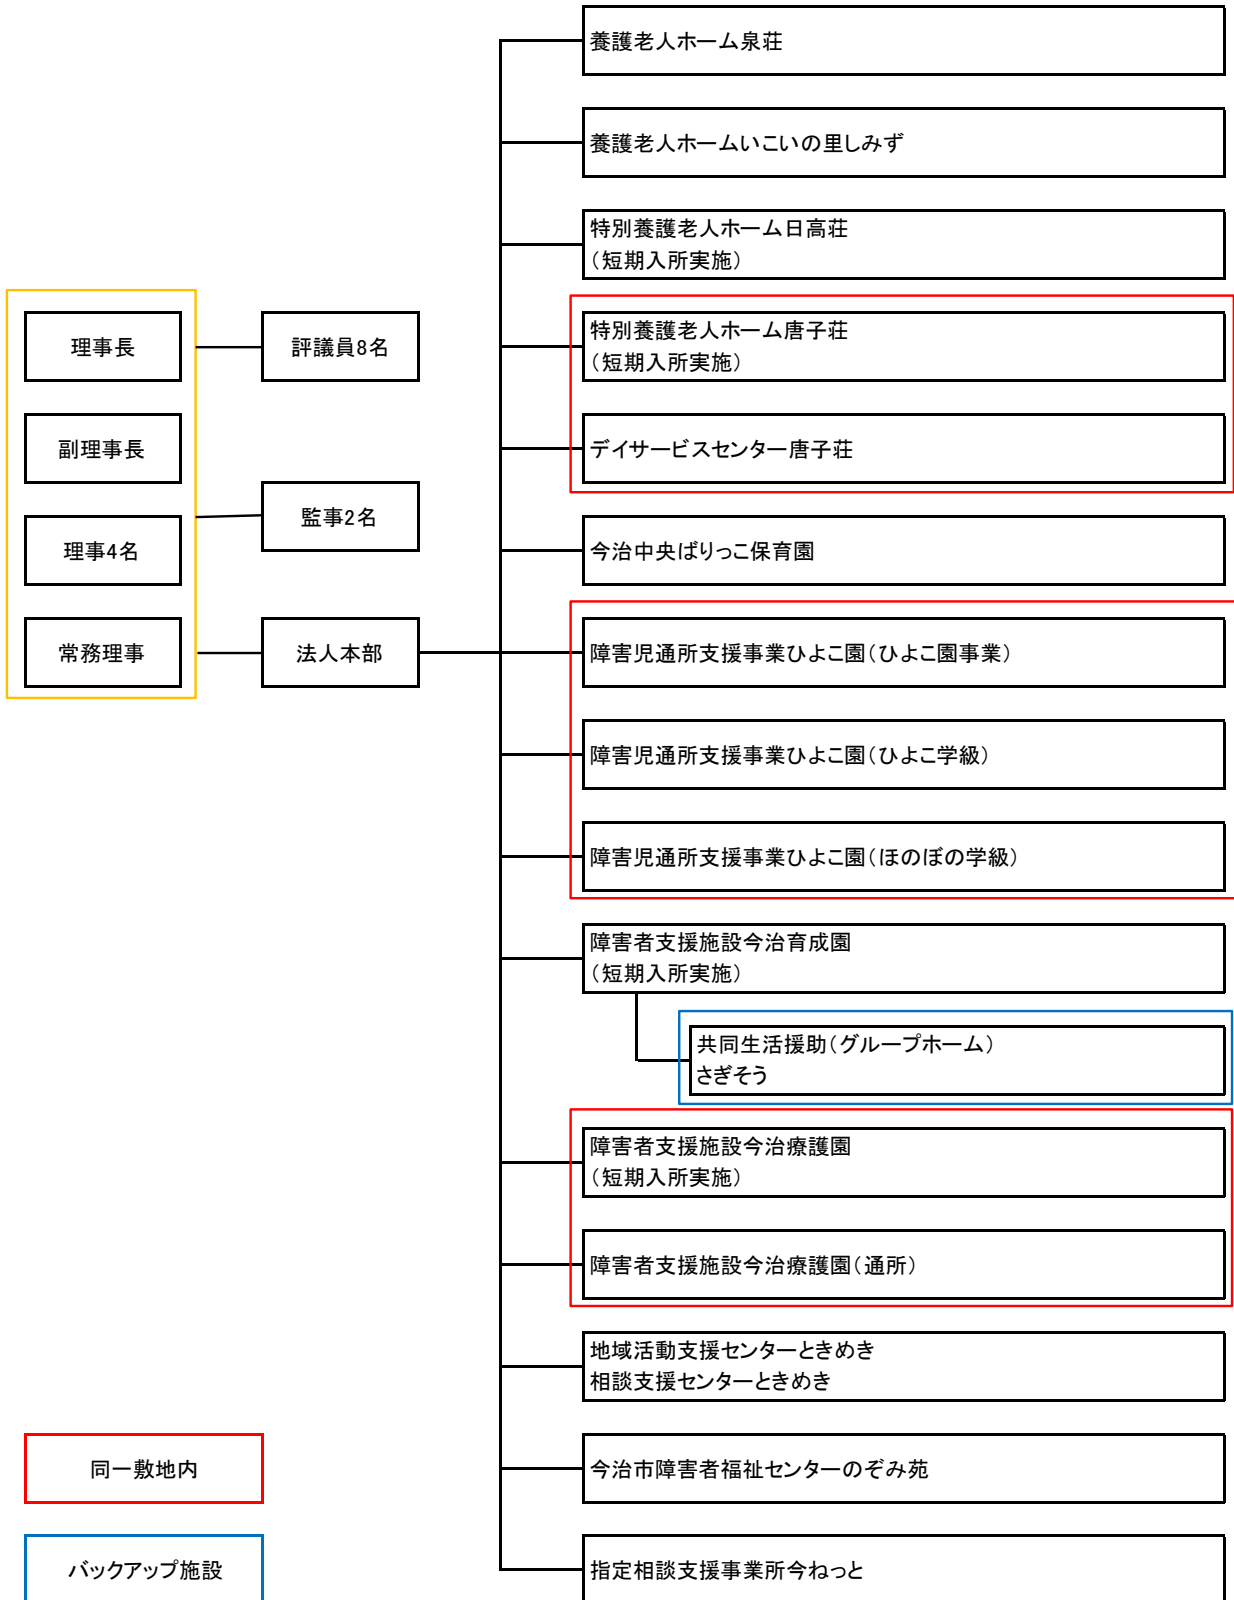 養護老人ホーム泉荘
養護老人ホームいこいの里しみず
特別養護老人ホーム日高荘
（短期入所実施）
理事長
評議員8名
特別養護老人ホーム唐子荘
（短期入所実施）
副理事長
デイサービスセンター唐子荘
監事2名
理事4名
今治中央ばりっこ保育園
常務理事
法人本部
障害児通所支援事業ひよこ園（ひよこ園事業）
障害児通所支援事業ひよこ園（ひよこ学級）
障害児通所支援事業ひよこ園（ほのぼの学級）
障害者支援施設今治育成園
（短期入所実施）
共同生活援助（グループホーム）
さぎそう
障害者支援施設今治療護園
（短期入所実施）
障害者支援施設今治療護園（通所）
地域活動支援センターときめき
相談支援センターときめき
同一敷地内
今治市障害者福祉センターのぞみ苑
バックアップ施設
指定相談支援事業所今ねっと